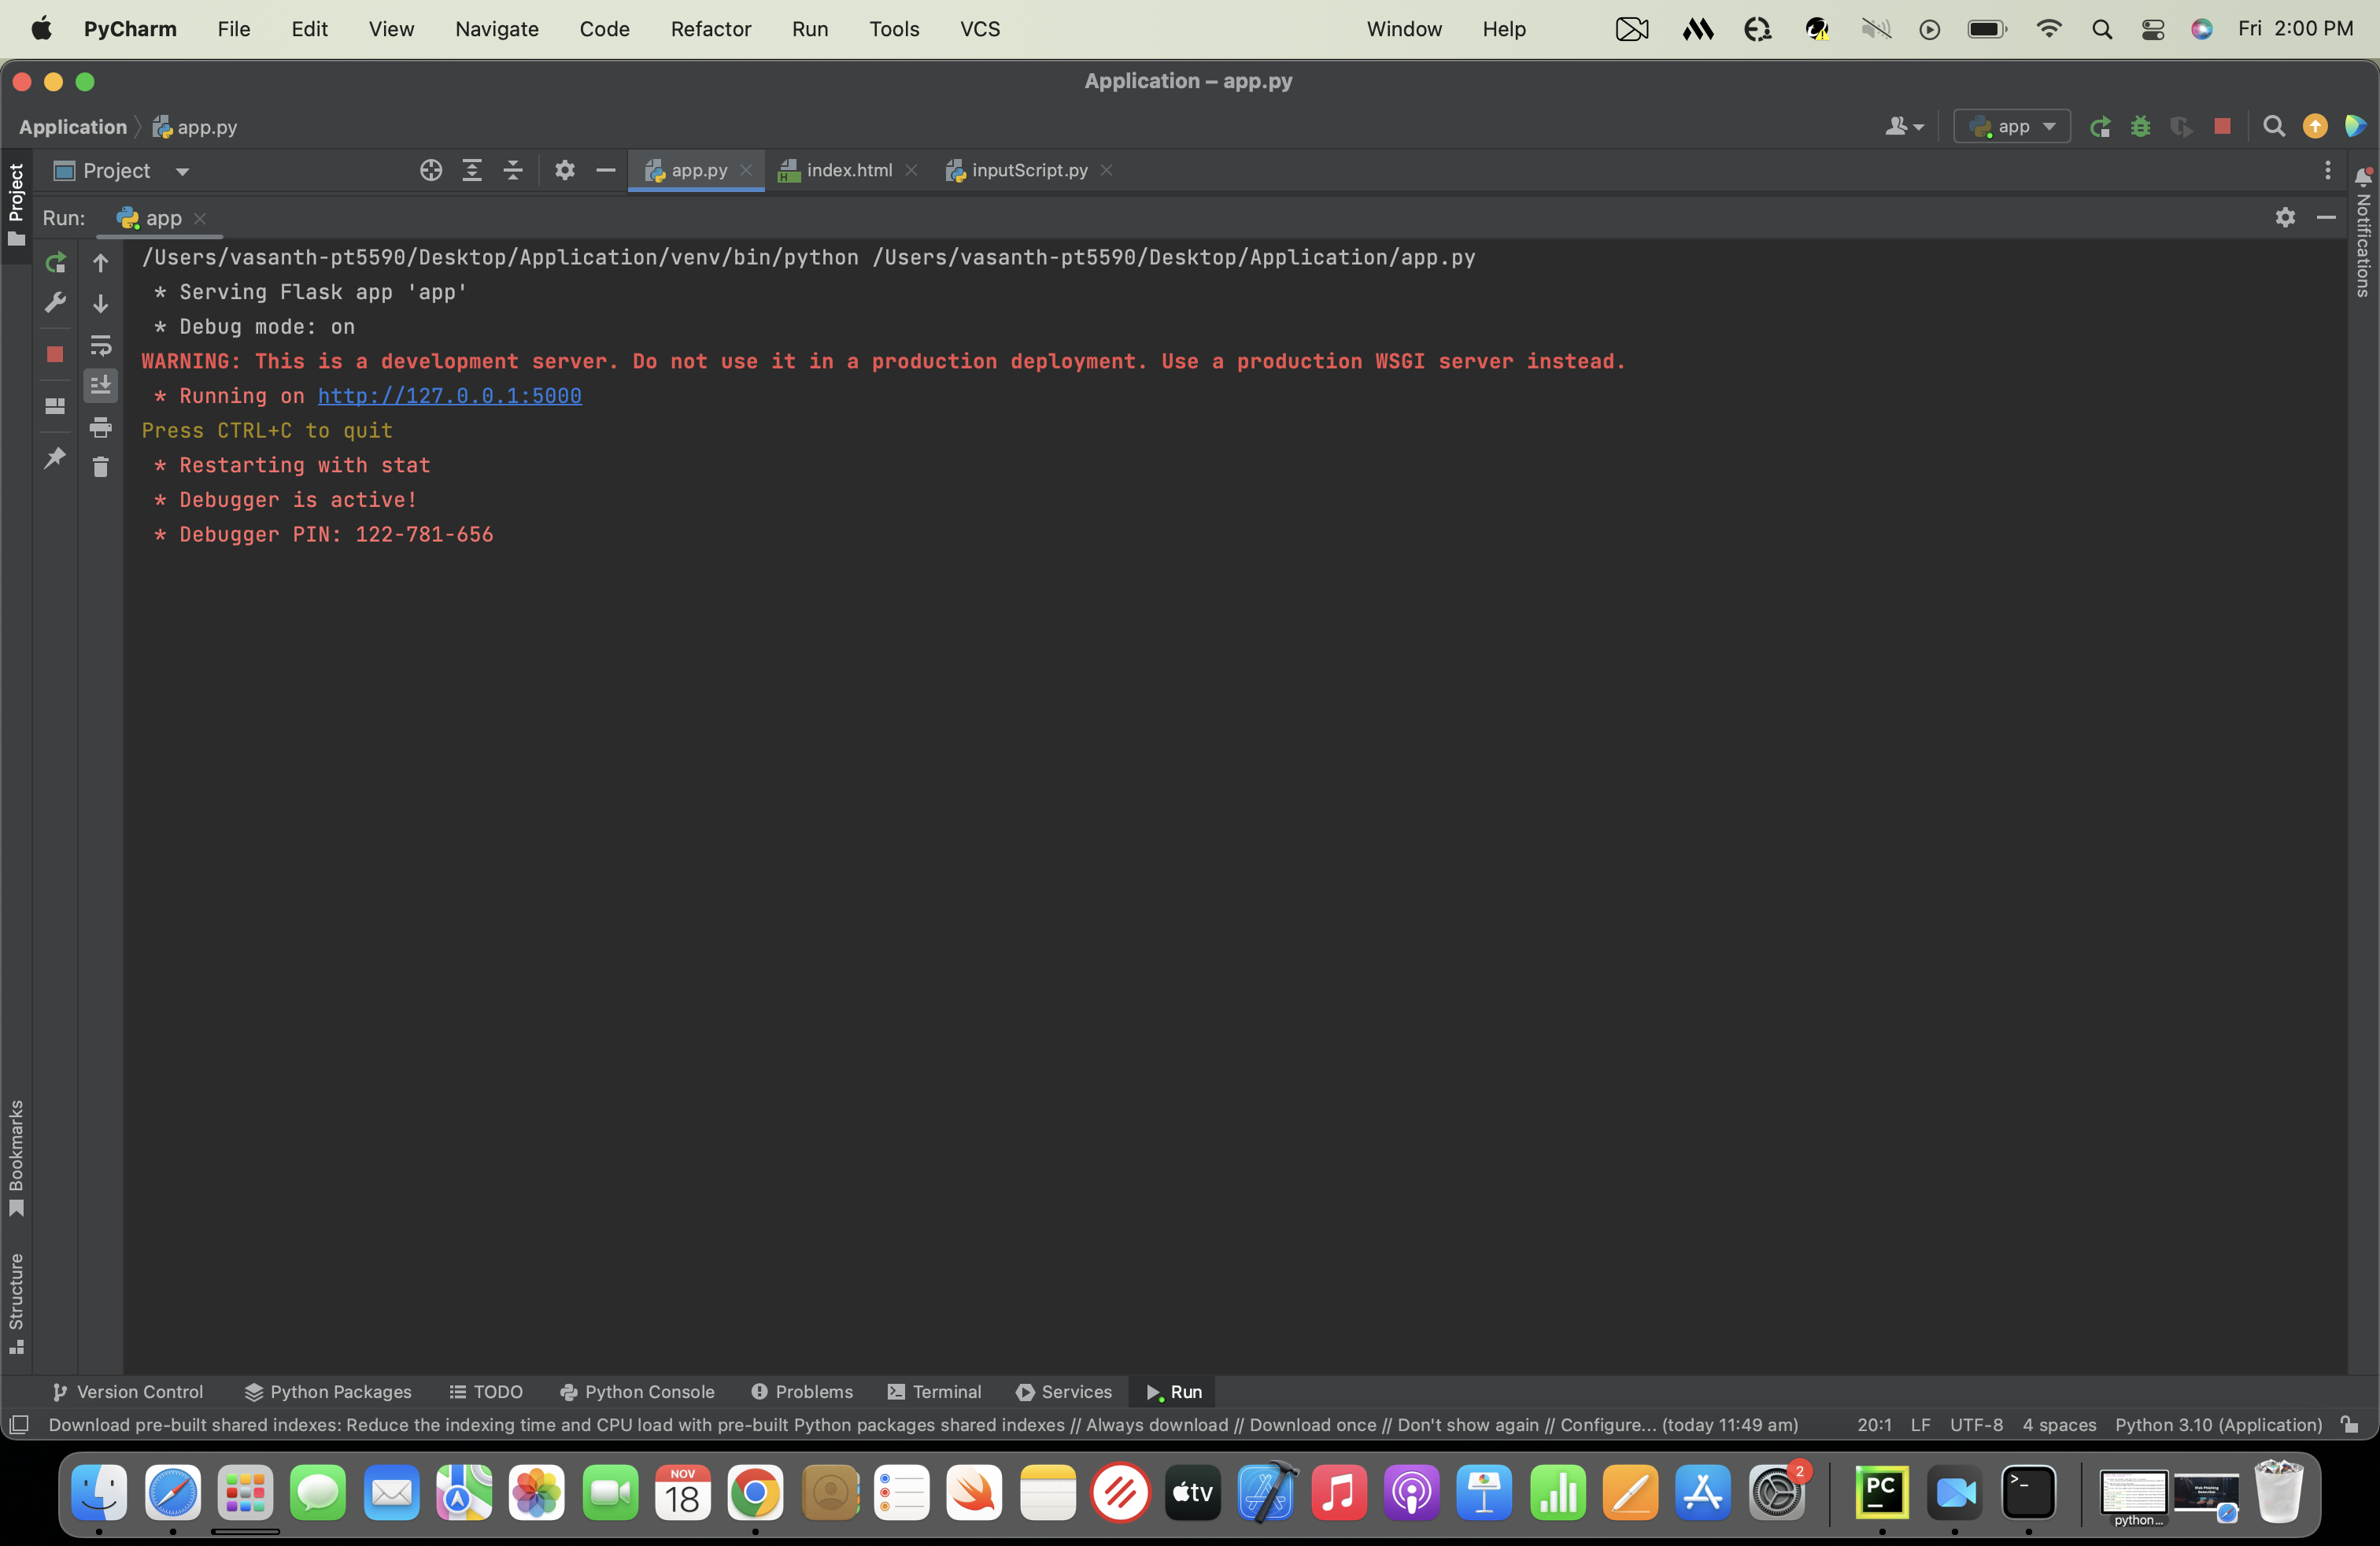 PyCharm File Edit View Navigate Code Refactor Run Tools VCS Window Help Fri 2:00 PM
Application – app.py
Application app.py app
Project app.py index.html inputScript.py
Run: app
/Users/vasanth-pt5590/Desktop/Application/venv/bin/python /Users/vasanth-pt5590/Desktop/Application/app.py
* Serving Flask app 'app'
* Debug mode: on
WARNING: This is a development server. Do not use it in a production deployment. Use a production WSGI server instead.
* Running on http://127.0.0.1:5000
Press CTRL+C to quit
* Restarting with stat
* Debugger is active!
* Debugger PIN: 122-781-656
Project
Bookmarks
Structure
Notifications
Version Control Python Packages TODO Python Console Problems Terminal Services Run
Download pre-built shared indexes: Reduce the indexing time and CPU load with pre-built Python packages shared indexes // Always download // Download once // Don't show again // Configure... (today 11:49 am) 20:1 LF UTF-8 4 spaces Python 3.10 (Application)
NOV
18
tv
2
PC
python...